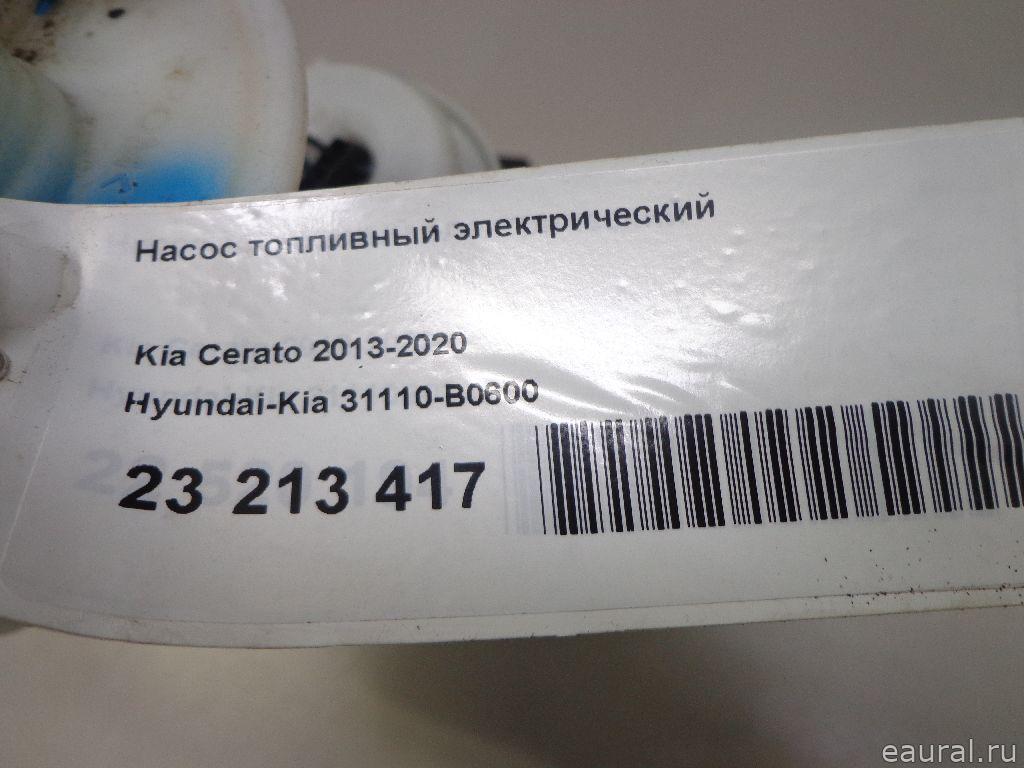 Насос топливный электрический
Kia Cerato 2013-2020
Hyundai-Kia 31110-B0600
23 213 417
eaural.ru